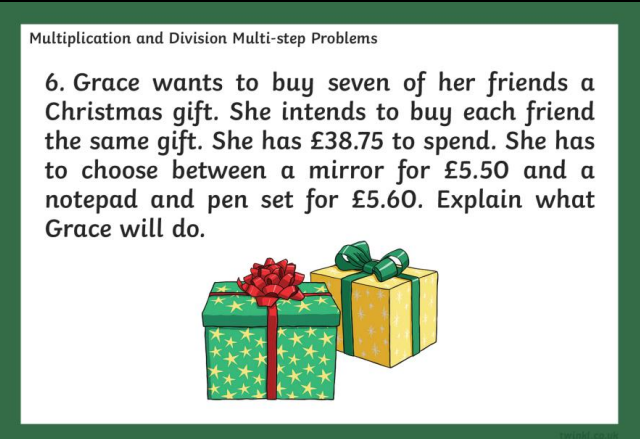 Multiplication and Division Multi-step Problems
6. Grace wants to buy seven of her friends a
Christmas gift. She intends to buy each friend
the same gift. She has £38.75 to spend. She has
to choose between a mirror for £5.50 and a
notepad and pen set for £5.60. Explain what
Grace will do.